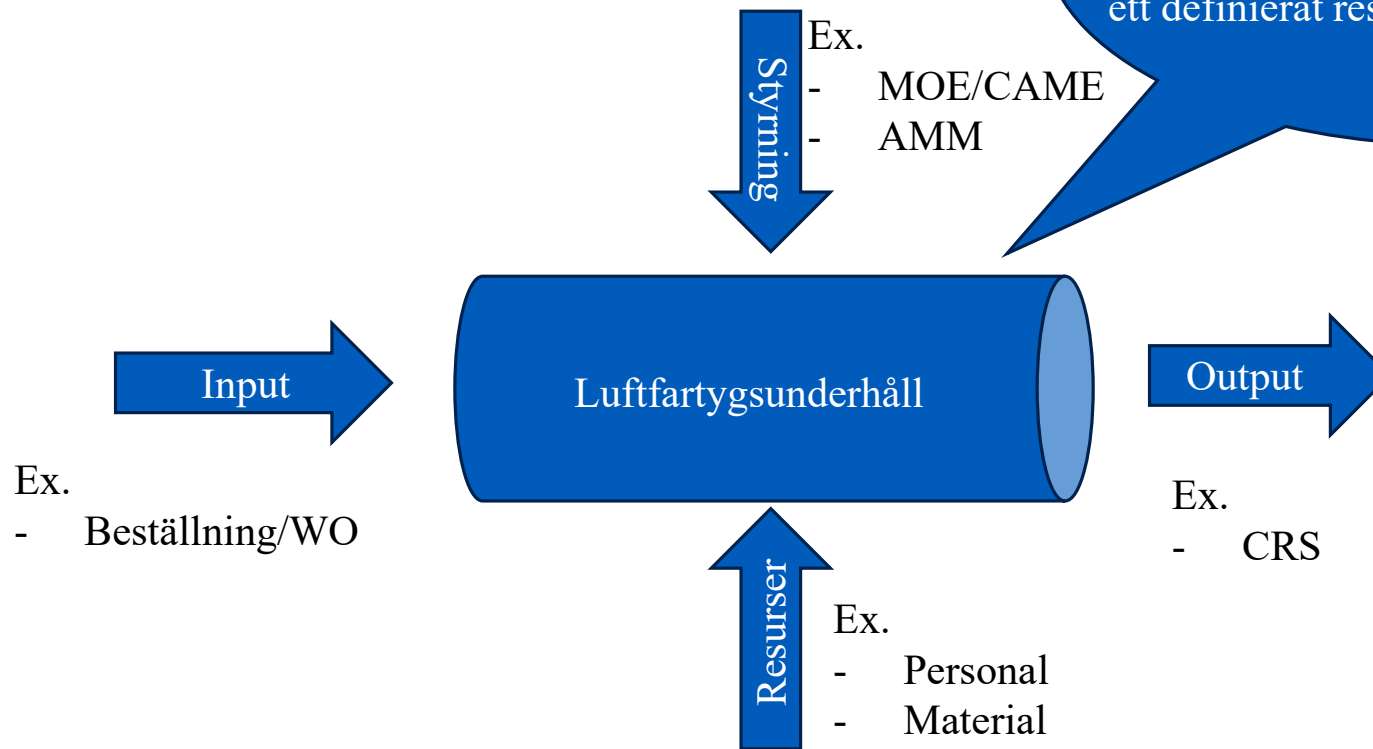 ett definierat res
Ex.
- MOE/CAME
- AMM
Styrning
Input
Luftfartygsunderhåll
Output
Ex.
- Beställning/WO
Ex.
- CRS
Resurser
Ex.
- Personal
- Material